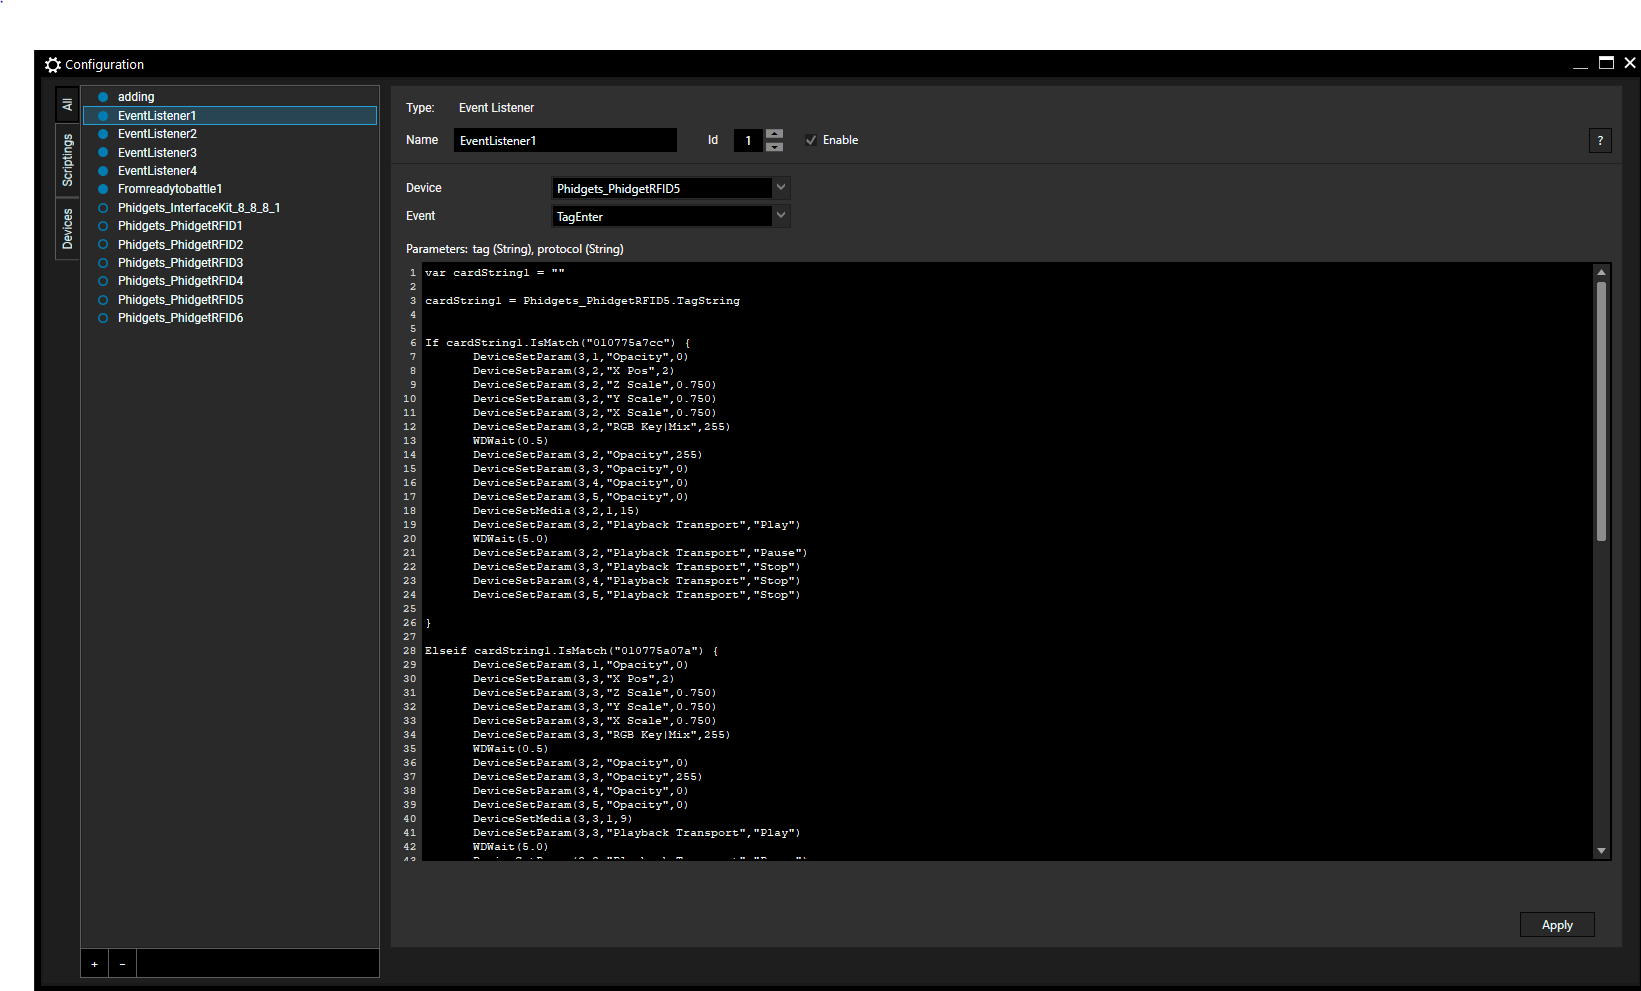 Configuration
All
Scriptings
Devices
adding
EventListener1
EventListener2
EventListener3
EventListener4
Fromreadytobattle1
Phidgets_InterfaceKit_8_8_8_1
Phidgets_PhidgetRFID1
Phidgets_PhidgetRFID2
Phidgets_PhidgetRFID3
Phidgets_PhidgetRFID4
Phidgets_PhidgetRFID5
Phidgets_PhidgetRFID6
+ -
Type: Event Listener
Name EventListener1 Id 1 Enable ?
Device Phidgets_PhidgetRFID5
Event TagEnter
Parameters: tag (String), protocol (String)
1 var cardString1 = ""
2
3 cardString1 = Phidgets_PhidgetRFID5.TagString
4
5
6 If cardString1.IsMatch("010775a7cc") {
7 DeviceSetParam(3,1,"Opacity",0)
8 DeviceSetParam(3,2,"X Pos",2)
9 DeviceSetParam(3,2,"Z Scale",0.750)
10 DeviceSetParam(3,2,"Y Scale",0.750)
11 DeviceSetParam(3,2,"X Scale",0.750)
12 DeviceSetParam(3,2,"RGB Key|Mix",255)
13 WDWait(0.5)
14 DeviceSetParam(3,2,"Opacity",255)
15 DeviceSetParam(3,3,"Opacity",0)
16 DeviceSetParam(3,4,"Opacity",0)
17 DeviceSetParam(3,5,"Opacity",0)
18 DeviceSetMedia(3,2,1,15)
19 DeviceSetParam(3,2,"Playback Transport","Play")
20 WDWait(5.0)
21 DeviceSetParam(3,2,"Playback Transport","Pause")
22 DeviceSetParam(3,3,"Playback Transport","Stop")
23 DeviceSetParam(3,4,"Playback Transport","Stop")
24 DeviceSetParam(3,5,"Playback Transport","Stop")
25
26 }
27
28 Elseif cardString1.IsMatch("010775a07a") {
29 DeviceSetParam(3,1,"Opacity",0)
30 DeviceSetParam(3,3,"X Pos",2)
31 DeviceSetParam(3,3,"Z Scale",0.750)
32 DeviceSetParam(3,3,"Y Scale",0.750)
33 DeviceSetParam(3,3,"X Scale",0.750)
34 DeviceSetParam(3,3,"RGB Key|Mix",255)
35 WDWait(0.5)
36 DeviceSetParam(3,2,"Opacity",0)
37 DeviceSetParam(3,3,"Opacity",255)
38 DeviceSetParam(3,4,"Opacity",0)
39 DeviceSetParam(3,5,"Opacity",0)
40 DeviceSetMedia(3,3,1,9)
41 DeviceSetParam(3,3,"Playback Transport","Play")
42 WDWait(5.0)
Apply